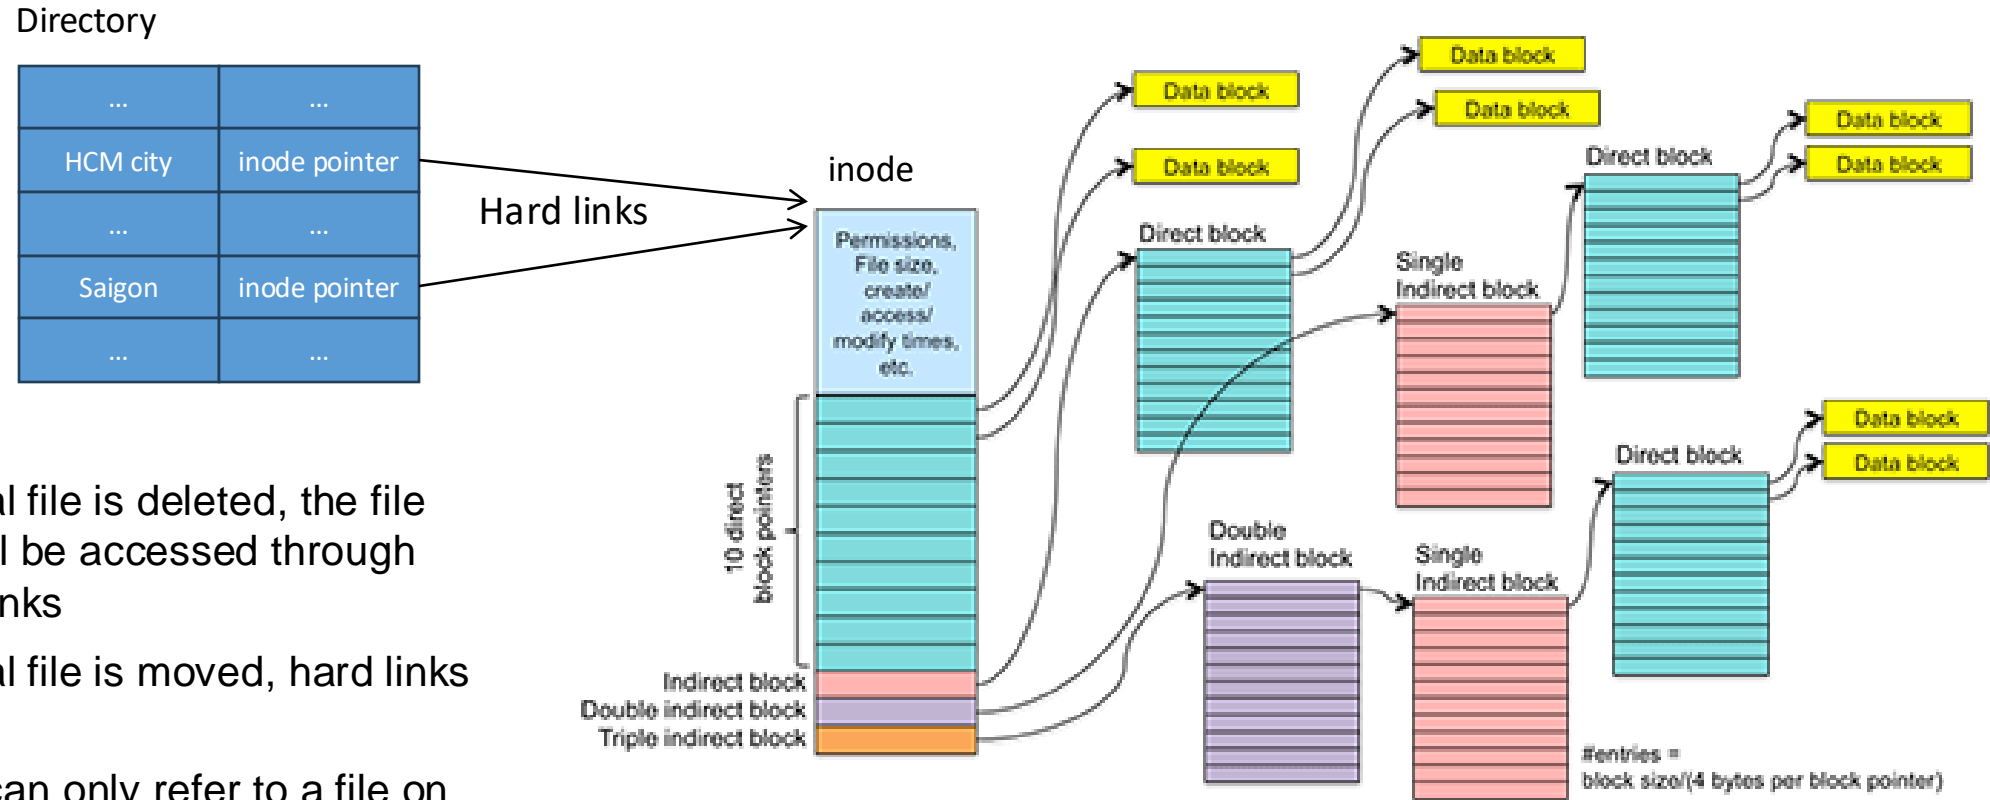 Directory
... ...
HCM city inode pointer
... ...
Saigon inode pointer
... ...
Hard links
inode
Permissions,
File size,
create/
access/
modify times,
etc.
10 direct
block pointers
Indirect block
Double indirect block
Triple indirect block
Data block
Data block
Direct block
Data block
Data block
Single
Indirect block
Direct block
Data block
Data block
Double
Indirect block
Single
Indirect block
Direct block
Data block
Data block
#entries =
block size/(4 bytes per block pointer)
al file is deleted, the file
l be accessed through
nks
al file is moved, hard links
can only refer to a file on